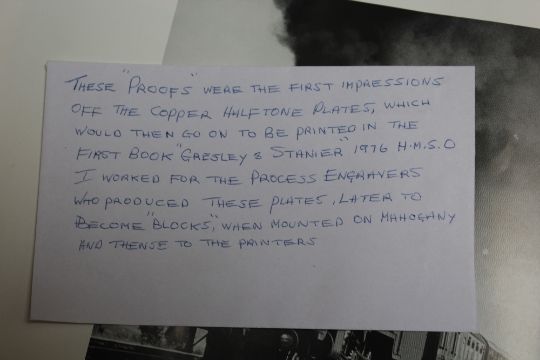 THESE "PROOFS" WERE THE FIRST IMPRESSIONS
OFF THE COPPER HALFTONE PLATES, WHICH
WOULD THEN GO ON TO BE PRINTED IN THE
FIRST BOOK "GRESLEY & STANIER" 1976 H.M.S.O
I WORKED FOR THE PROCESS ENGRAVERS
WHO PRODUCED THESE PLATES, LATER TO
BECOME "BLOCKS", WHEN MOUNTED ON MAHOGANY
AND THENSE TO THE PRINTERS